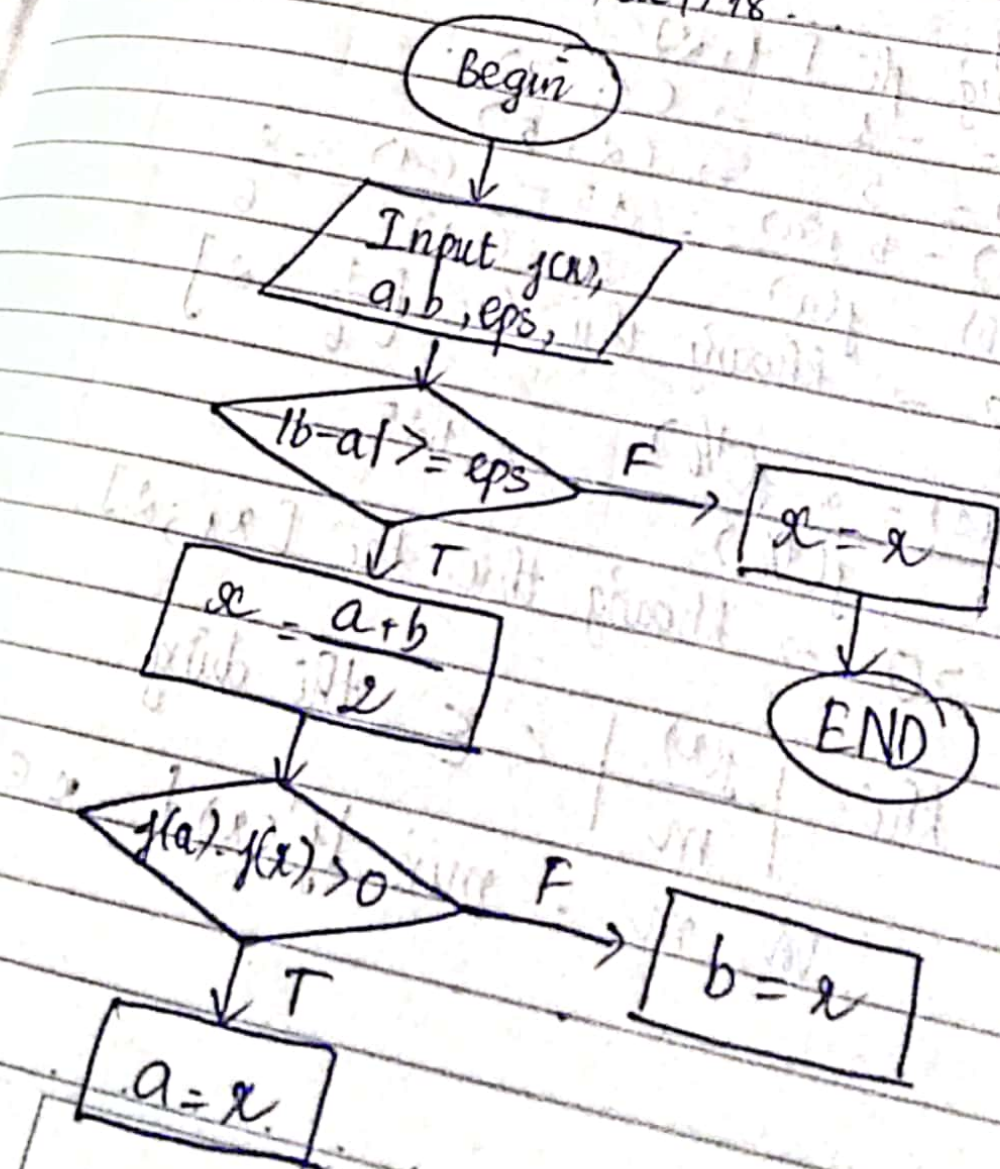 Begin
Input f(x),
a, b, eps,
|b-a| >= eps
F
x = x
T
x = a+b
2
END
f(a).f(x) > 0
F
b = x
T
a = x